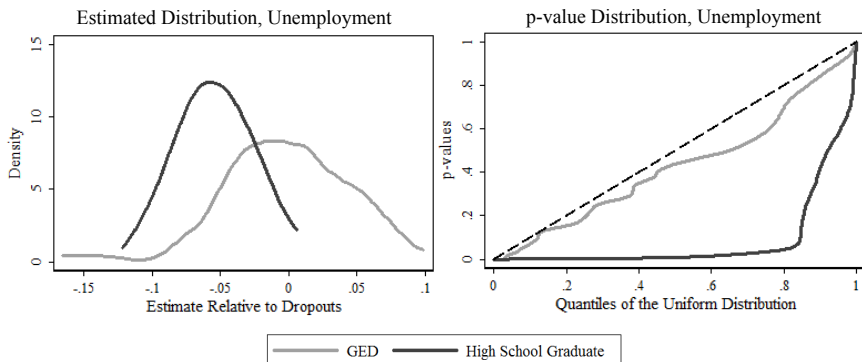 Estimated Distribution, Unemployment
Density
15
10
5
0
-.15 -.1 -.05 0 .05 .1
Estimate Relative to Dropouts
p-value Distribution, Unemployment
p-values
1
.8
.6
.4
.2
0
0 .2 .4 .6 .8 1
Quantiles of the Uniform Distribution
GED High School Graduate